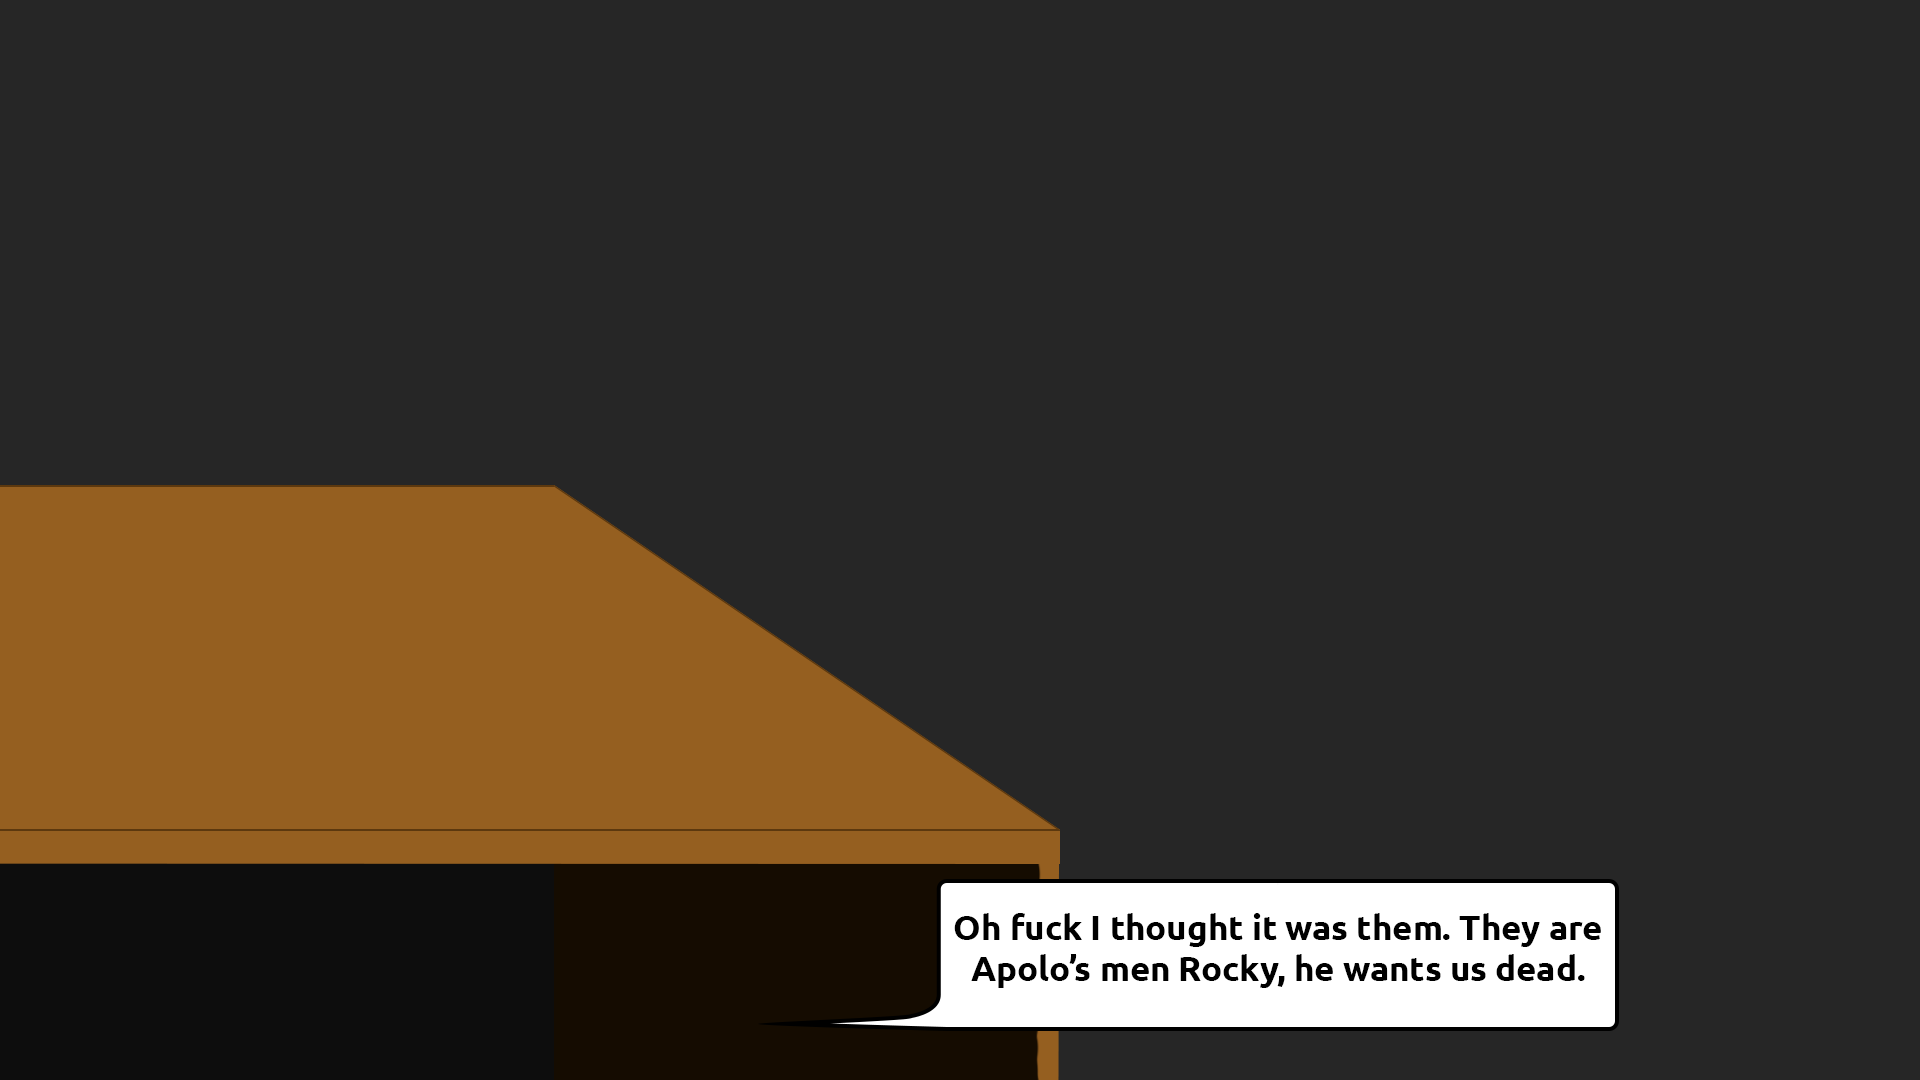 Oh fuck I thought it was them. They are
Apolo’s men Rocky, he wants us dead.